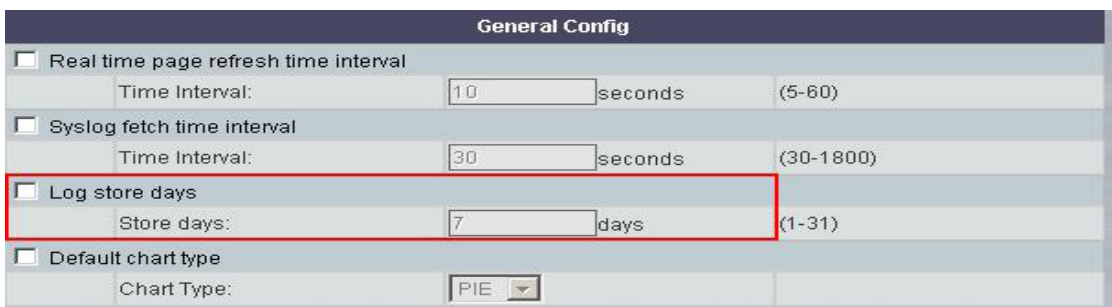 General Config
Real time page refresh time interval
Time Interval: 10 seconds (5-60)
Syslog fetch time interval
Time Interval: 30 seconds (30-1800)
Log store days
Store days: 7 days (1-31)
Default chart type
Chart Type: PIE